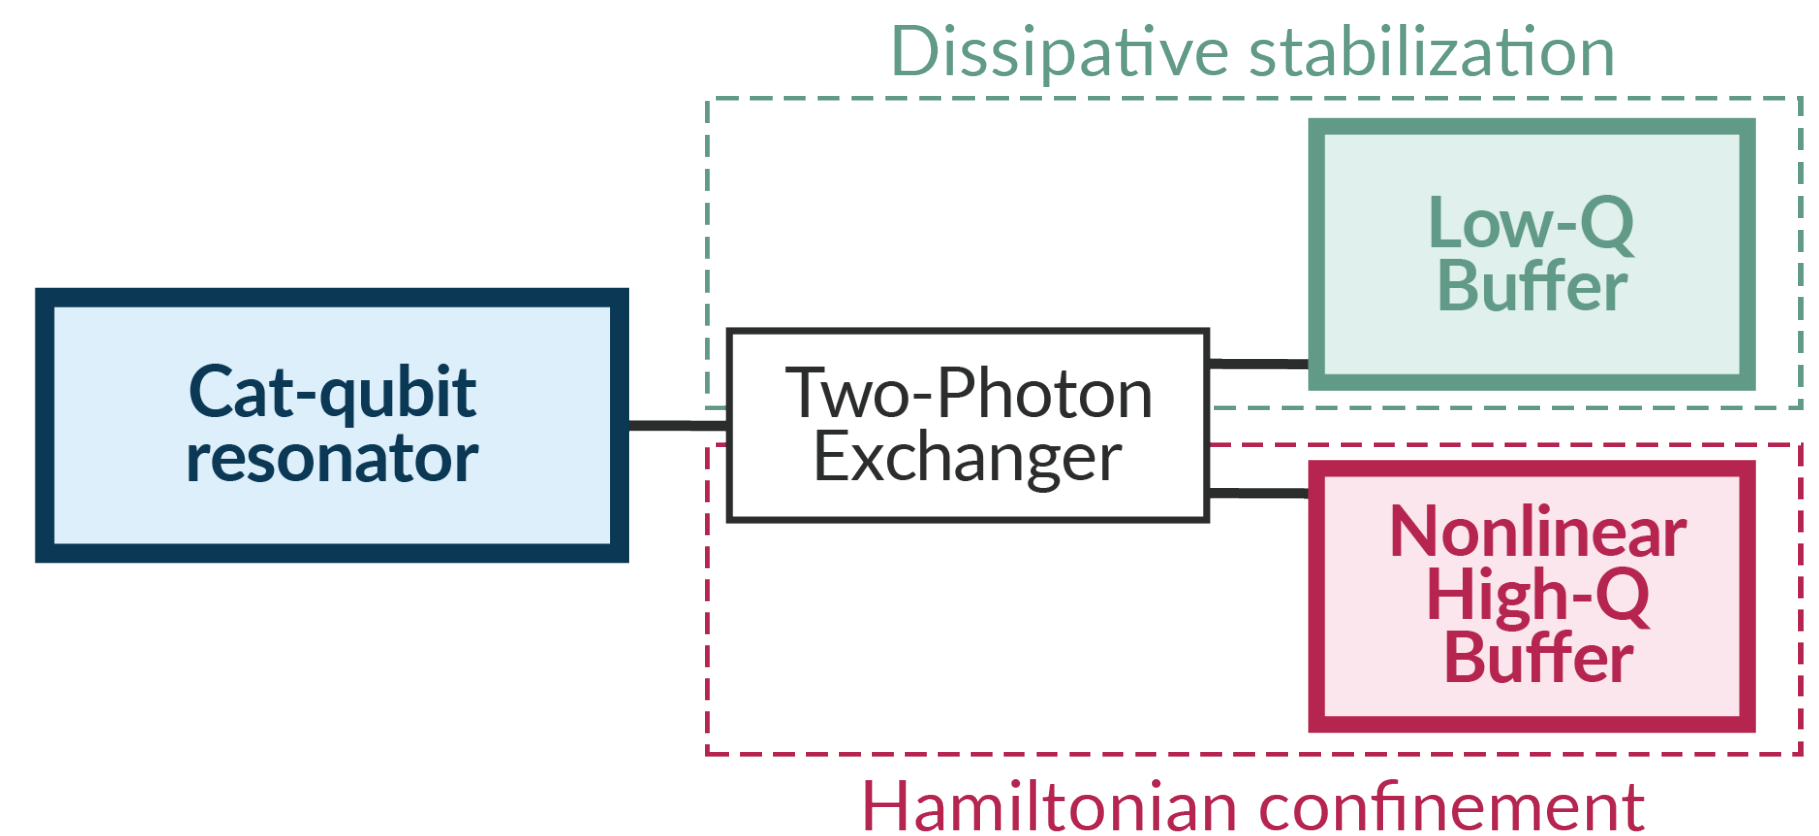 Dissipative stabilization
Low-Q
Buffer
Cat-qubit
resonator
Two-Photon
Exchanger
Nonlinear
High-Q
Buffer
Hamiltonian confinement